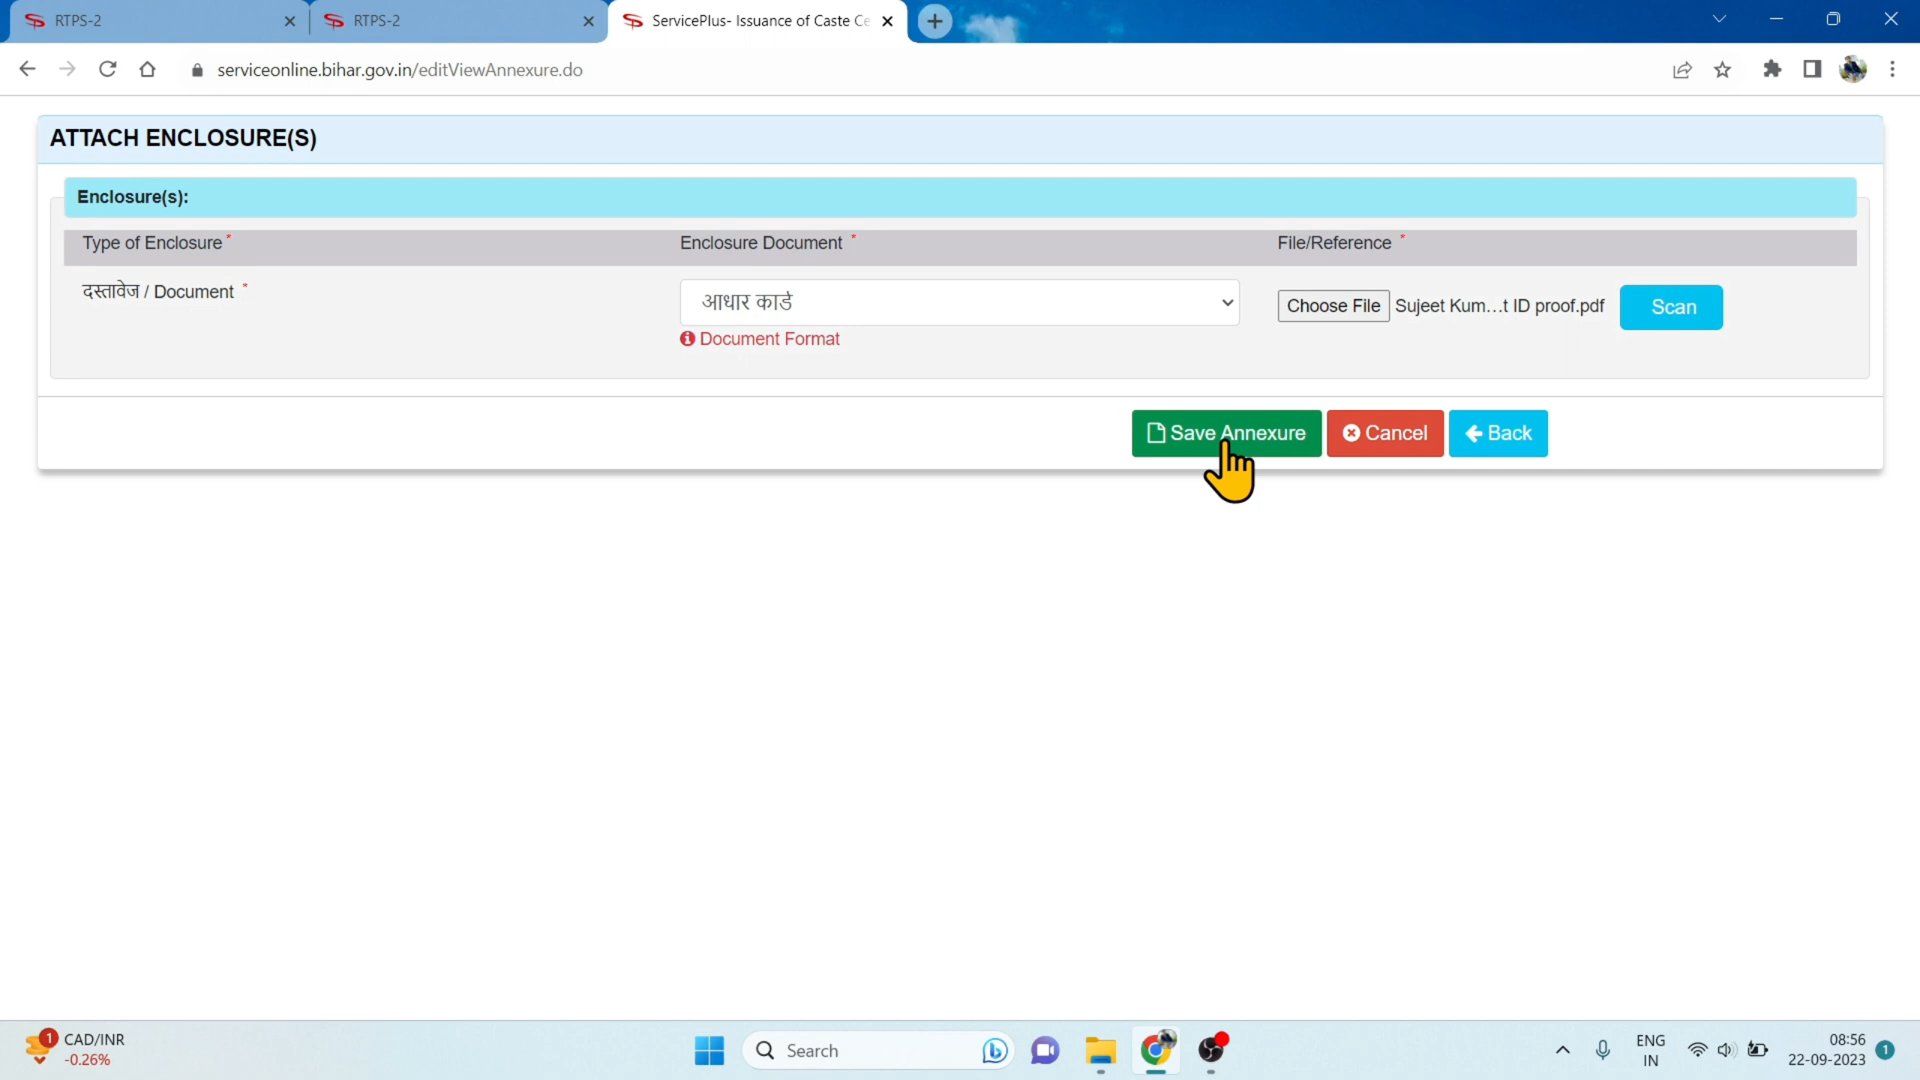 RTPS-2
RTPS-2
ServicePlus- Issuance of Caste Ce
serviceonline.bihar.gov.in/editViewAnnexure.do
ATTACH ENCLOSURE(S)
Enclosure(s):
Type of Enclosure * Enclosure Document * File/Reference *
दस्तावेज / Document * आधार कार्ड Choose File Sujeet Kum...t ID proof.pdf Scan
Document Format
Save Annexure Cancel Back
1 CAD/INR
-0.26%
Search
ENG
IN
08:56
22-09-2023
1